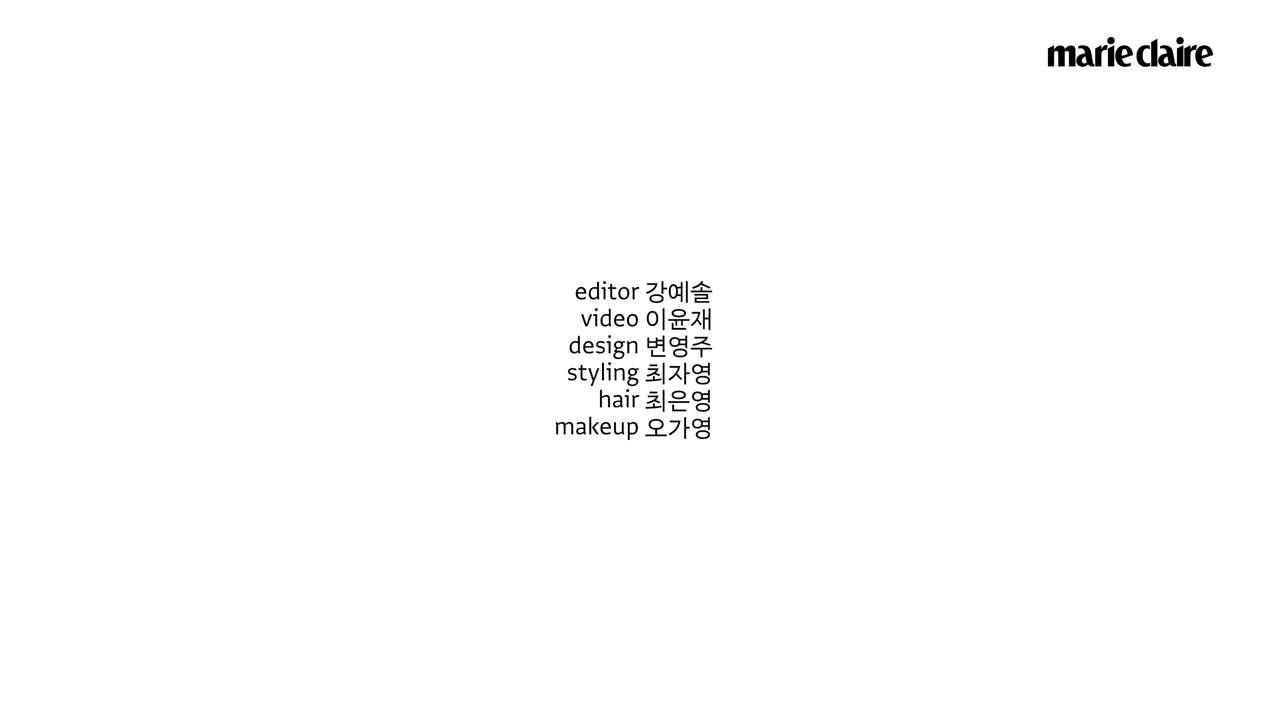 marie claire
editor 강예솔
video 이윤재
design 변영주
styling 최자영
hair 최은영
makeup 오가영